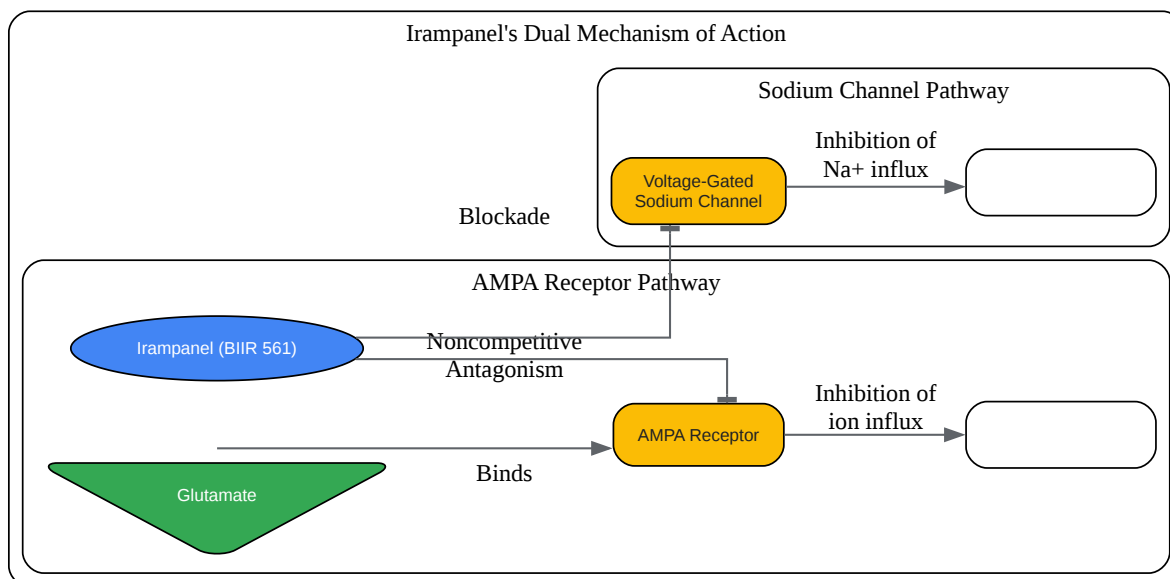 Irampanel's Dual Mechanism of Action
Sodium Channel Pathway
Voltage-Gated
Sodium Channel
Inhibition of
Na+ influx
Blockade
AMPA Receptor Pathway
Irampanel (BIIR 561)
Noncompetitive
Antagonism
AMPA Receptor
Inhibition of
ion influx
Binds
Glutamate